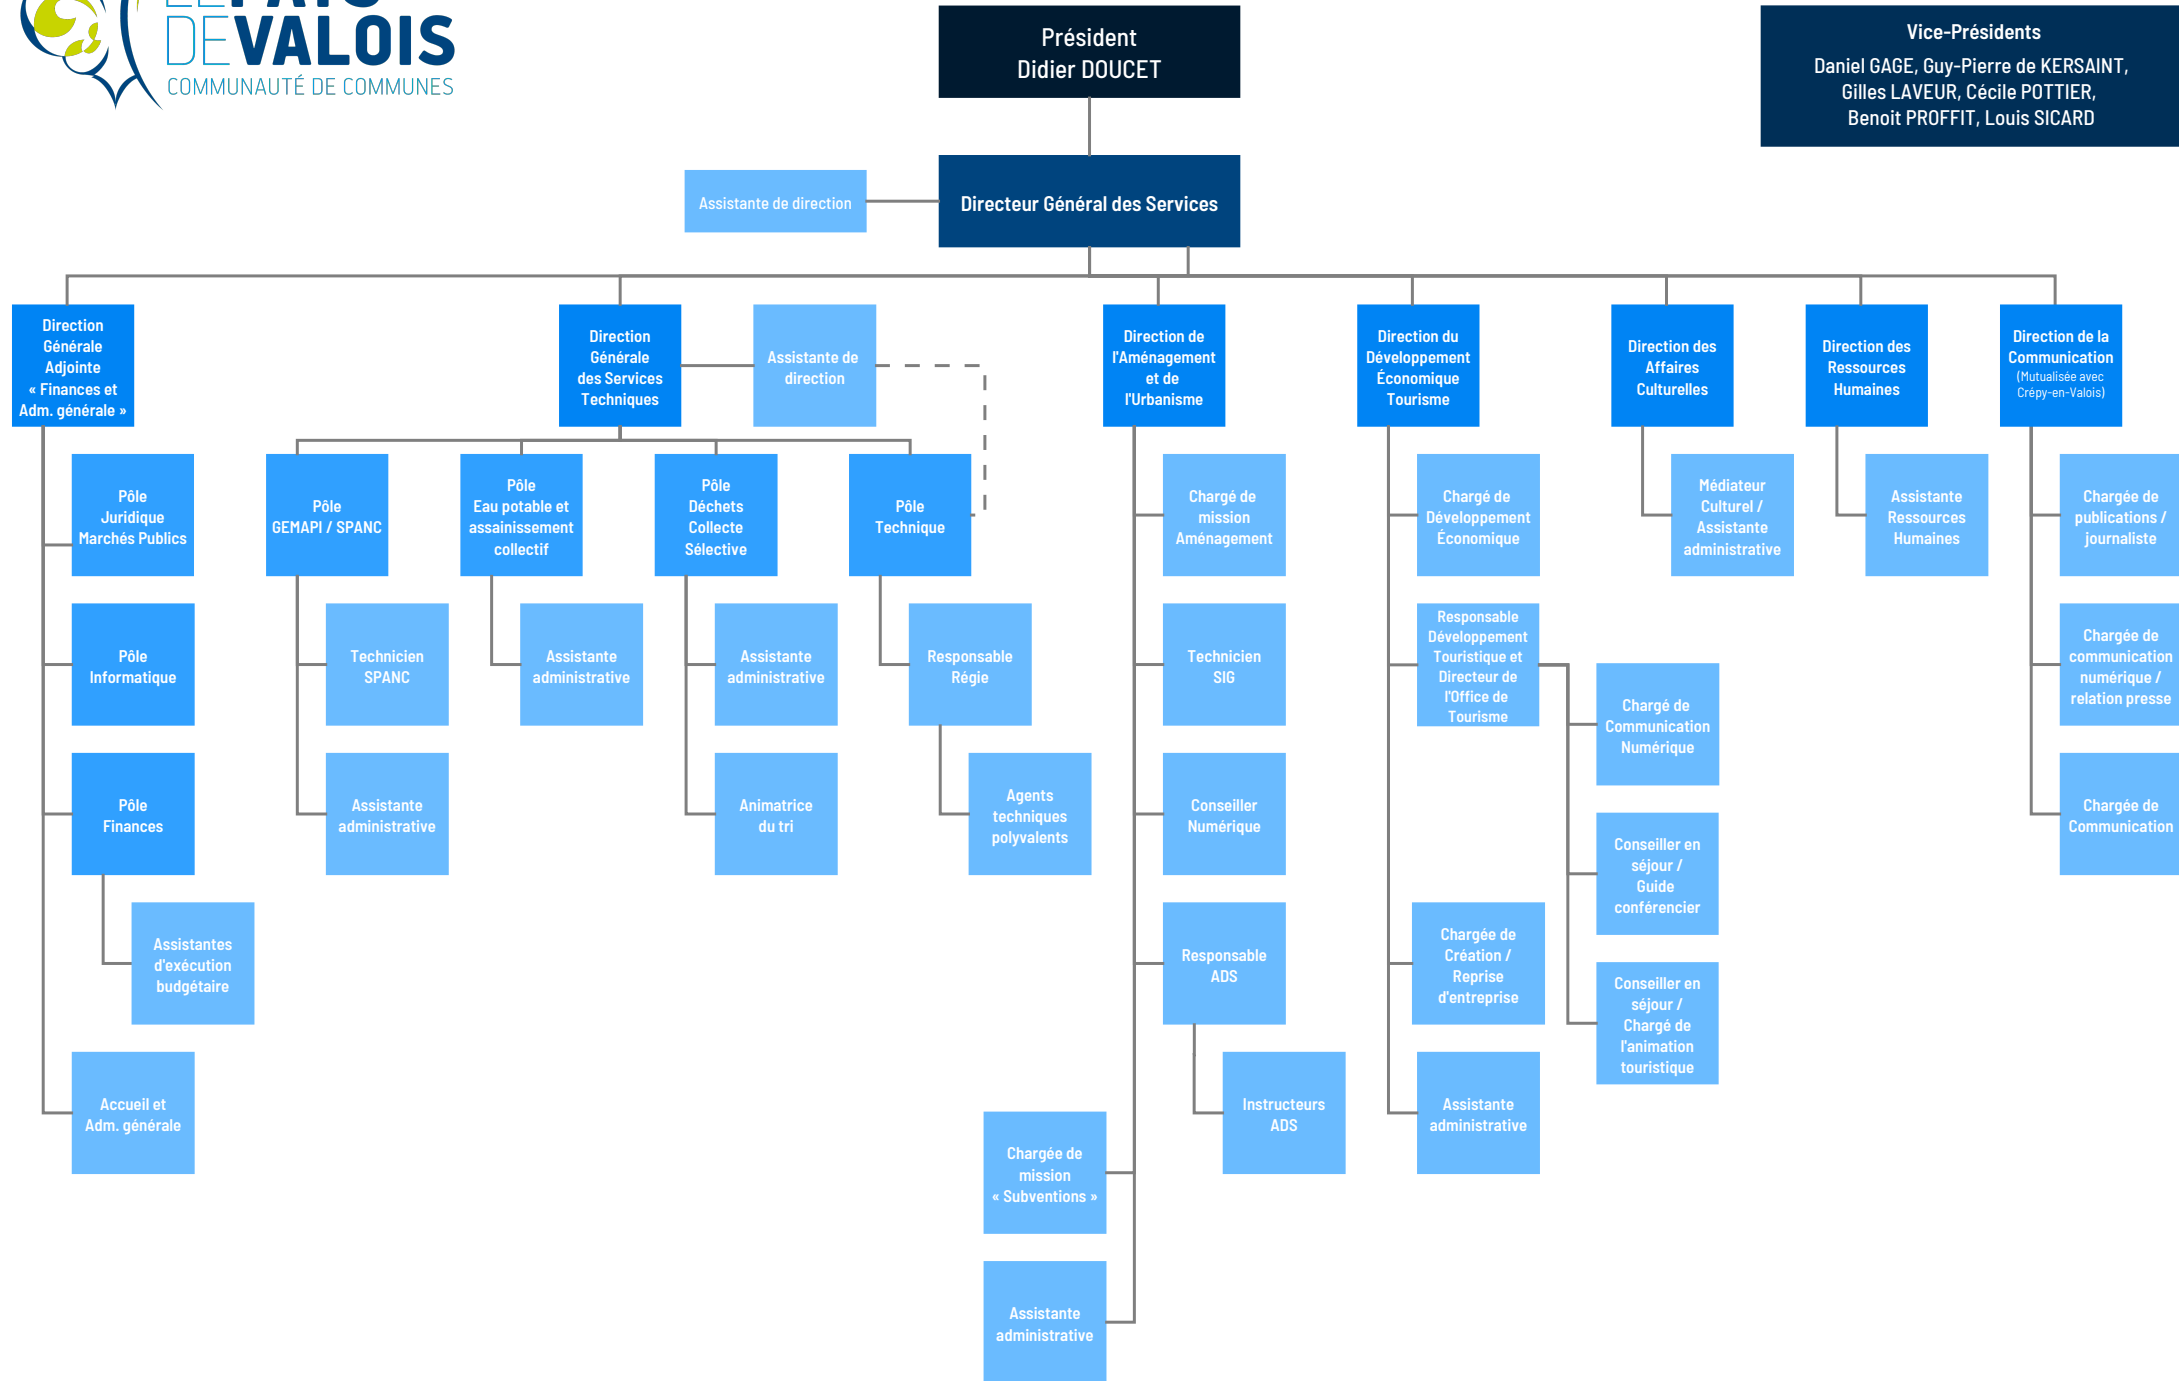 LE PAYS
DE VALOIS
COMMUNAUTÉ DE COMMUNES
Président
Didier DOUCET
Vice-Présidents
Daniel GAGE, Guy-Pierre de KERSAINT,
Gilles LAVEUR, Cécile POTTIER,
Benoit PROFFIT, Louis SICARD
Assistante de direction
Directeur Général des Services
Direction
Générale
Adjointe
« Finances et
Adm. générale »
Direction
Générale
des Services
Techniques
Assistante de
direction
Direction de
l'Aménagement
et de
l'Urbanisme
Direction du
Développement
Économique
Tourisme
Direction des
Affaires
Culturelles
Direction des
Ressources
Humaines
Direction de la
Communication
(Mutualisée avec
Crépy-en-Valois)
Pôle
Juridique
Marchés Publics
Pôle
GEMAPI / SPANC
Pôle
Eau potable et
assainissement
collectif
Pôle
Déchets
Collecte
Sélective
Pôle
Technique
Chargé de
mission
Aménagement
Chargé de
Développement
Économique
Médiateur
Culturel /
Assistante
administrative
Assistante
Ressources
Humaines
Chargée de
publications /
journaliste
Pôle
Informatique
Technicien
SPANC
Assistante
administrative
Assistante
administrative
Responsable
Régie
Technicien
SIG
Responsable
Développement
Touristique et
Directeur de
l'Office de
Tourisme
Chargé de
Communication
Numérique
Chargée de
communication
numérique /
relation presse
Pôle
Finances
Assistante
administrative
Animatrice
du tri
Agents
techniques
polyvalents
Conseiller
Numérique
Conseiller en
séjour /
Guide
conférencier
Chargée de
Communication
Assistantes
d'exécution
budgétaire
Responsable
ADS
Chargée de
Création /
Reprise
d'entreprise
Conseiller en
séjour /
Chargé de
l'animation
touristique
Accueil et
Adm. générale
Instructeurs
ADS
Assistante
administrative
Chargée de
mission
« Subventions »
Assistante
administrative